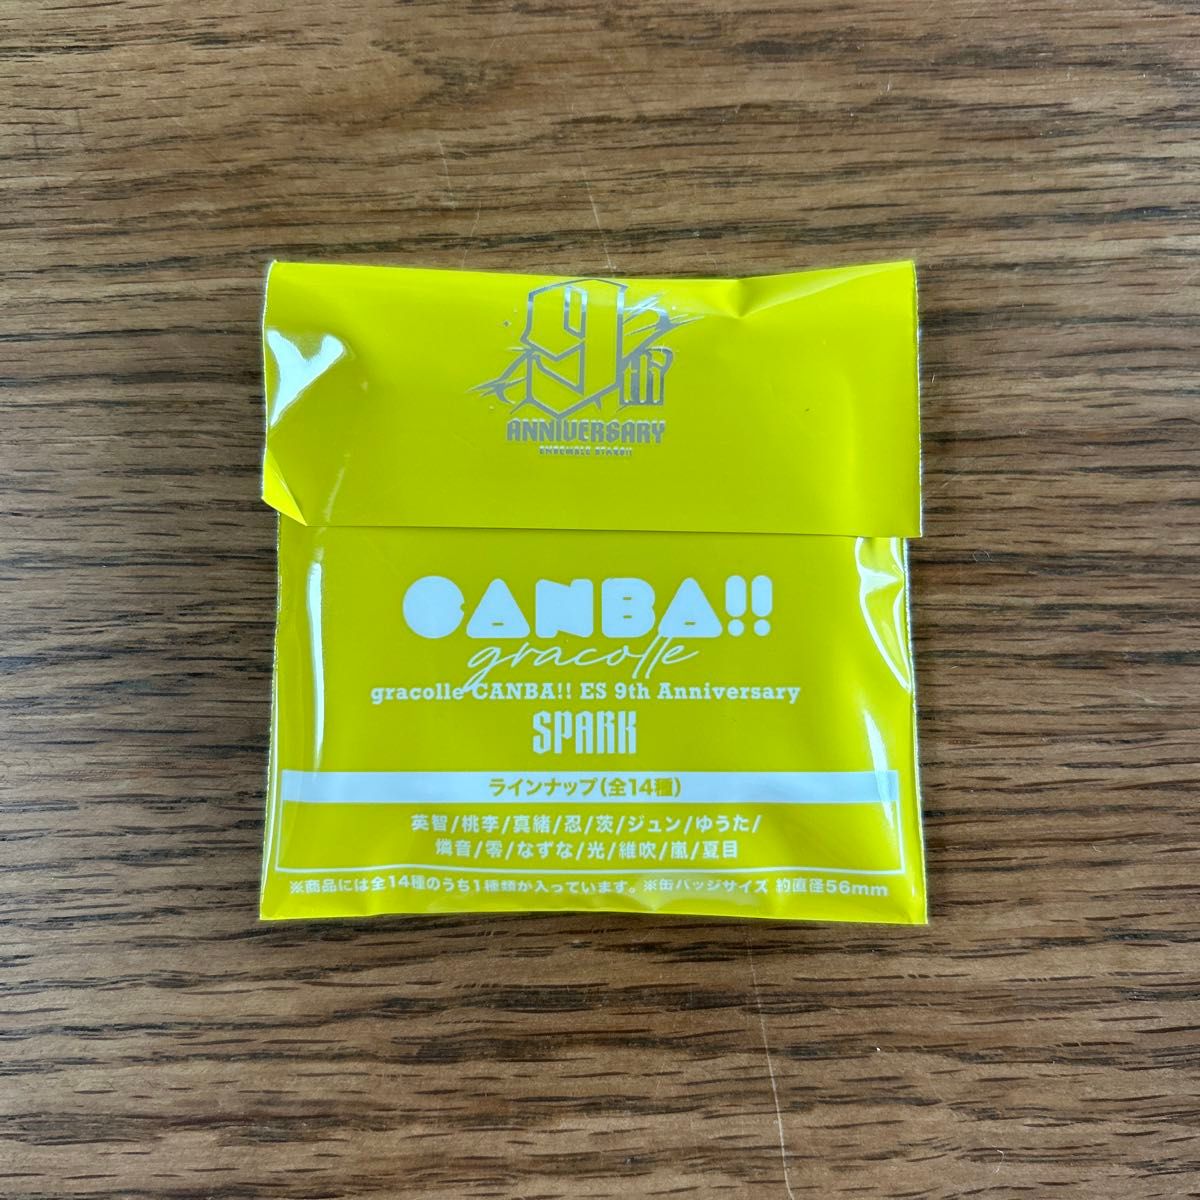 9th
ANNIVERSARY
ENSEMBLE STARS!!
CANBA!!
gracolle
gracolle CANBA!! ES 9th Anniversary
SPARK
ラインナップ(全14種)
英智/桃李/真緒/忍/茨/ジュン/ゆうた/
燐音/零/なずな/光/維吹/嵐/夏目
※商品には全14種のうち1種類が入っています。※缶バッジサイズ 約直径56mm